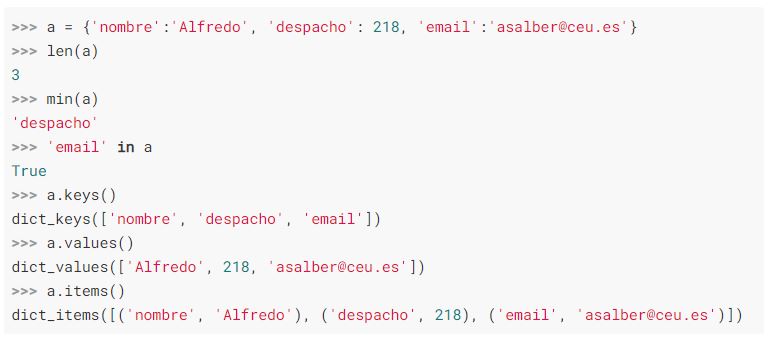 >>> a = {'nombre':'Alfredo', 'despacho': 218, 'email':'asalber@ceu.es'}
>>> len(a)
3
>>> min(a)
'despacho'
>>> 'email' in a
True
>>> a.keys()
dict_keys(['nombre', 'despacho', 'email'])
>>> a.values()
dict_values(['Alfredo', 218, 'asalber@ceu.es'])
>>> a.items()
dict_items([('nombre', 'Alfredo'), ('despacho', 218), ('email', 'asalber@ceu.es')])